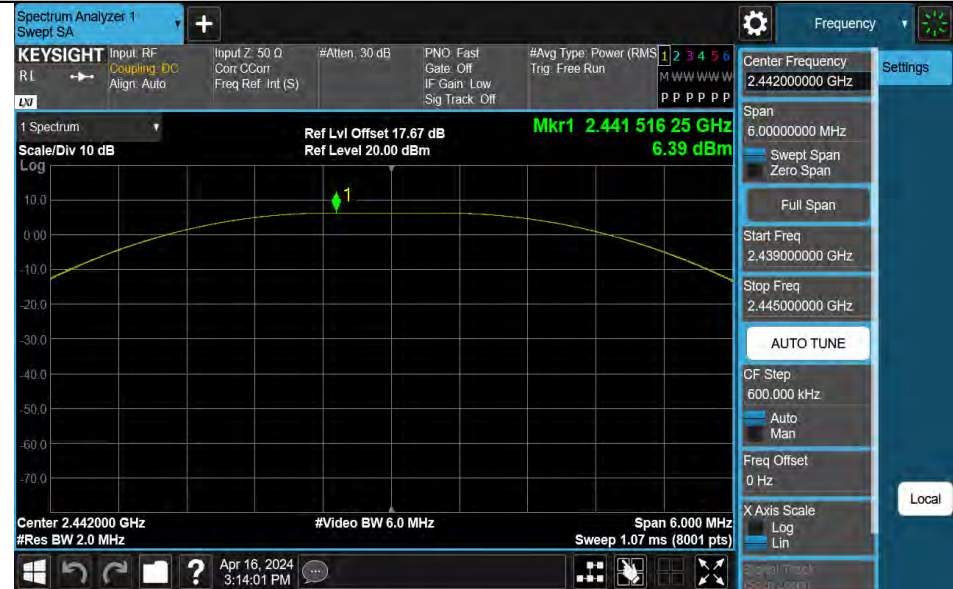 Spectrum Analyzer 1
Swept SA
+
Frequency
KEYSIGHT
RL
LXI
Input: RF
Coupling: DC
Align: Auto
Input Z: 50 Ω
Corr CCorr
Freq Ref: Int (S)
#Atten: 30 dB
PNO: Fast
Gate: Off
IF Gain: Low
Sig Track: Off
#Avg Type: Power (RMS
Trig: Free Run
1 2 3 4 5 6
M W W W W W
P P P P P P
1 Spectrum
Scale/Div 10 dB
Ref Lvl Offset 17.67 dB
Ref Level 20.00 dBm
Mkr1 2.441 516 25 GHz
6.39 dBm
Log
10.0
0.00
-10.0
-20.0
-30.0
-40.0
-50.0
-60.0
-70.0
1
Center 2.442000 GHz
#Res BW 2.0 MHz
#Video BW 6.0 MHz
Span 6.000 MHz
Sweep 1.07 ms (8001 pts)
?
Apr 16, 2024
3:14:01 PM
Center Frequency
2.442000000 GHz
Settings
Span
6.00000000 MHz
Swept Span
Zero Span
Full Span
Start Freq
2.439000000 GHz
Stop Freq
2.445000000 GHz
AUTO TUNE
CF Step
600.000 kHz
Auto
Man
Freq Offset
0 Hz
X Axis Scale
Log
Lin
Local
Signal Track